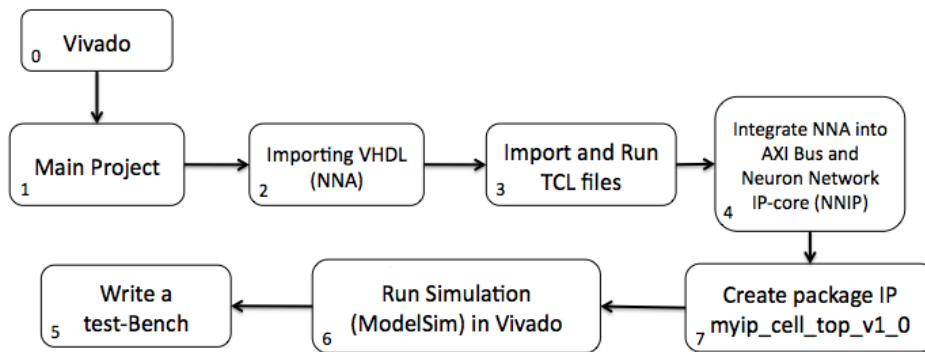 Vivado
0
Main Project
1
Importing VHDL
(NNA)
2
Import and Run
TCL files
3
Integrate NNA into
AXI Bus and
Neuron Network
IP-core (NNIP)
4
Write a
test-Bench
5
Run Simulation
(ModelSim) in Vivado
6
Create package IP
myip_cell_top_v1_0
7